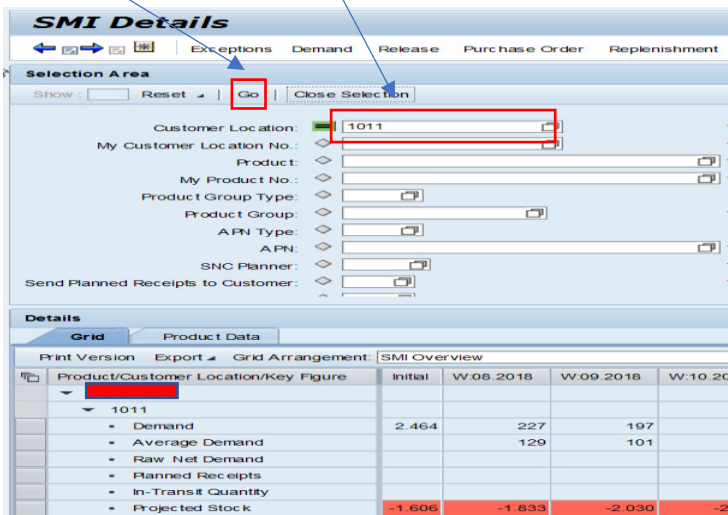 SMI Details
Exceptions Demand Release Purchase Order Replenishment
Selection Area
Show: Reset Go Close Selection
Customer Location: 1011
My Customer Location No.:
Product:
My Product No.:
Product Group Type:
Product Group:
APN Type:
APN:
SNC Planner:
Send Planned Receipts to Customer:
Details
Grid Product Data
Print Version Export Grid Arrangement: SMI Overview
Product/Customer Location/Key Figure Initial W:08.2018 W:09.2018 W:10.20
1011
Demand 2.464 227 197
Average Demand 129 101
Raw Net Demand
Planned Receipts
In-Transit Quantity
Projected Stock -1.606 -1.833 -2.030 -2